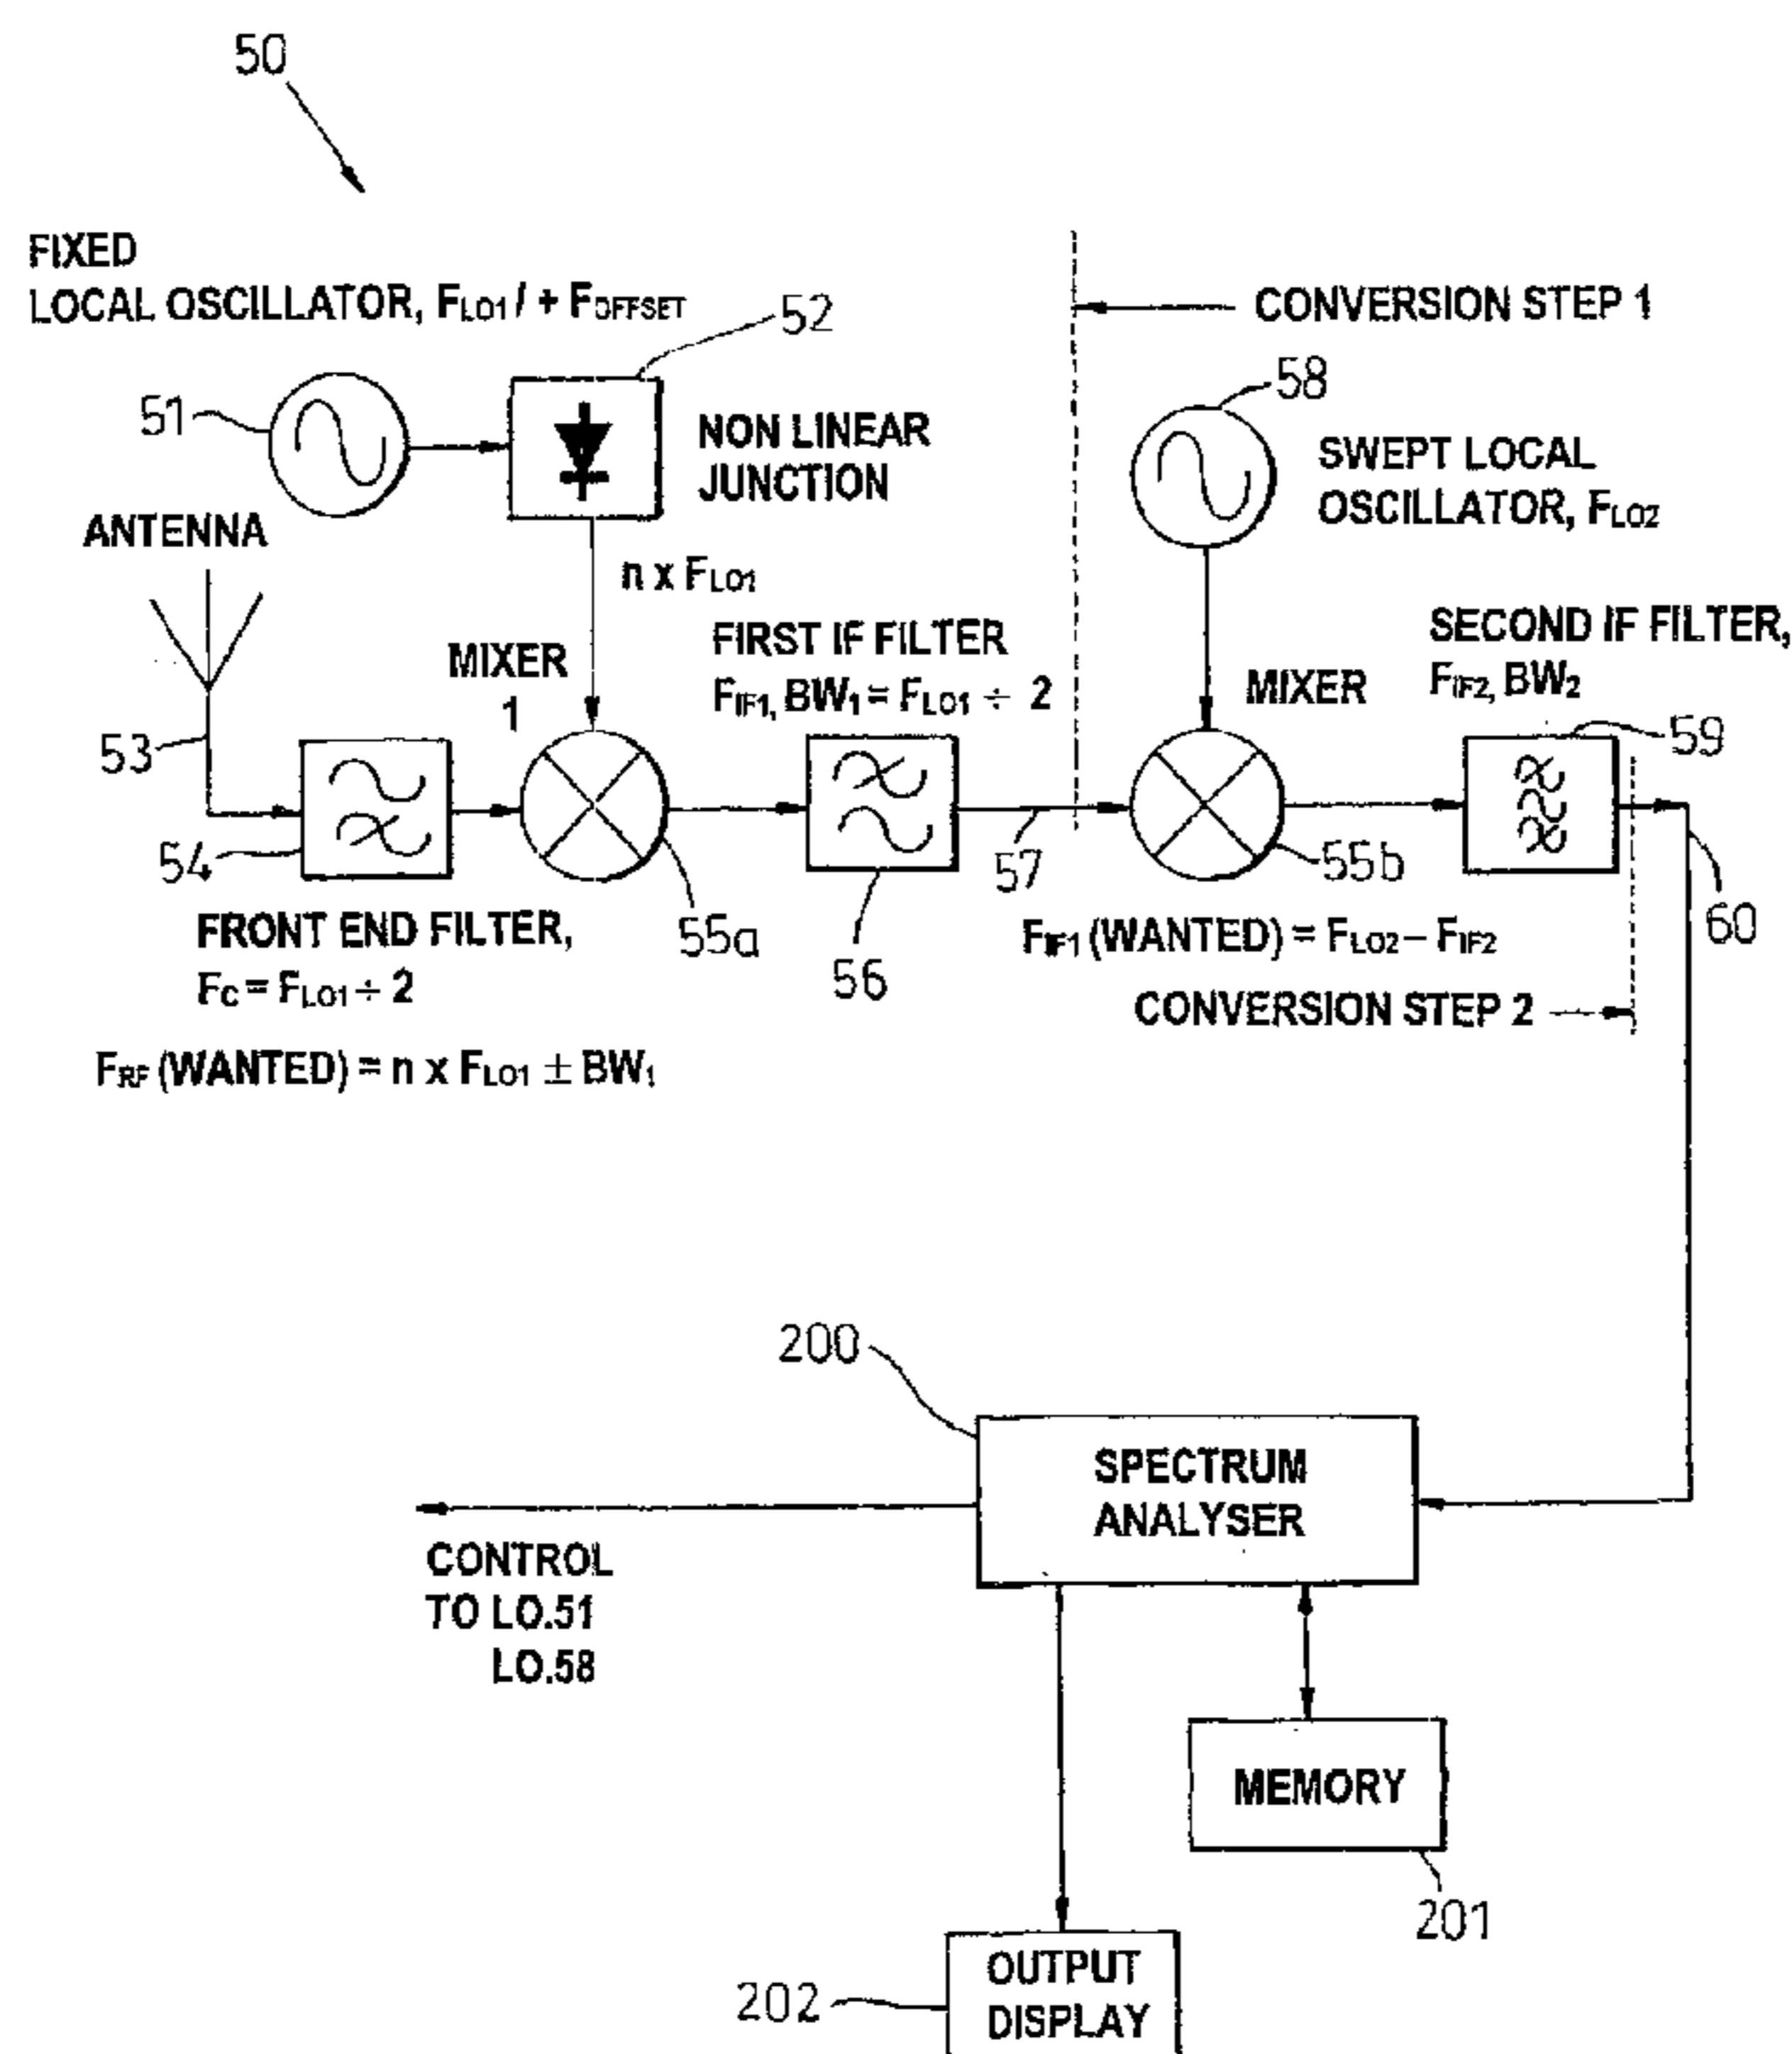 50
FIXED
LOCAL OSCILLATOR, FLO1 / + FOFFSET
52
CONVERSION STEP 1
51
58
NON LINEAR
JUNCTION
SWEPT LOCAL
OSCILLATOR, FLO2
ANTENNA
n x FLO1
MIXER
1
FIRST IF FILTER
FIF1, BW1 = FLO1 ÷ 2
SECOND IF FILTER,
FIF2, BW2
MIXER
53
59
54
57
55b
FRONT END FILTER,
FC = FLO1 ÷ 2
55a
56
60
FIF1 (WANTED) = FLO2 – FIF2
CONVERSION STEP 2
FRF (WANTED) = n x FLO1 ± BW1
200
SPECTRUM
ANALYSER
CONTROL
TO LO.51
LO.58
MEMORY
201
OUTPUT
DISPLAY
202